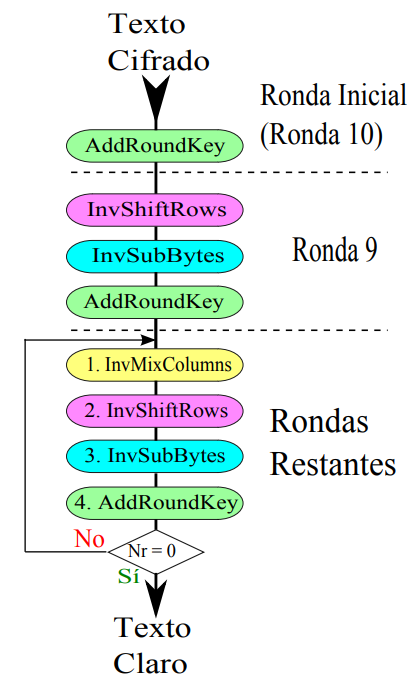 Texto
Cifrado
Ronda Inicial
(Ronda 10)
AddRoundKey
InvShiftRows
InvSubBytes
Ronda 9
AddRoundKey
1. InvMixColumns
2. InvShiftRows
Rondas
Restantes
3. InvSubBytes
4. AddRoundKey
No
Nr = 0
Sí
Texto
Claro